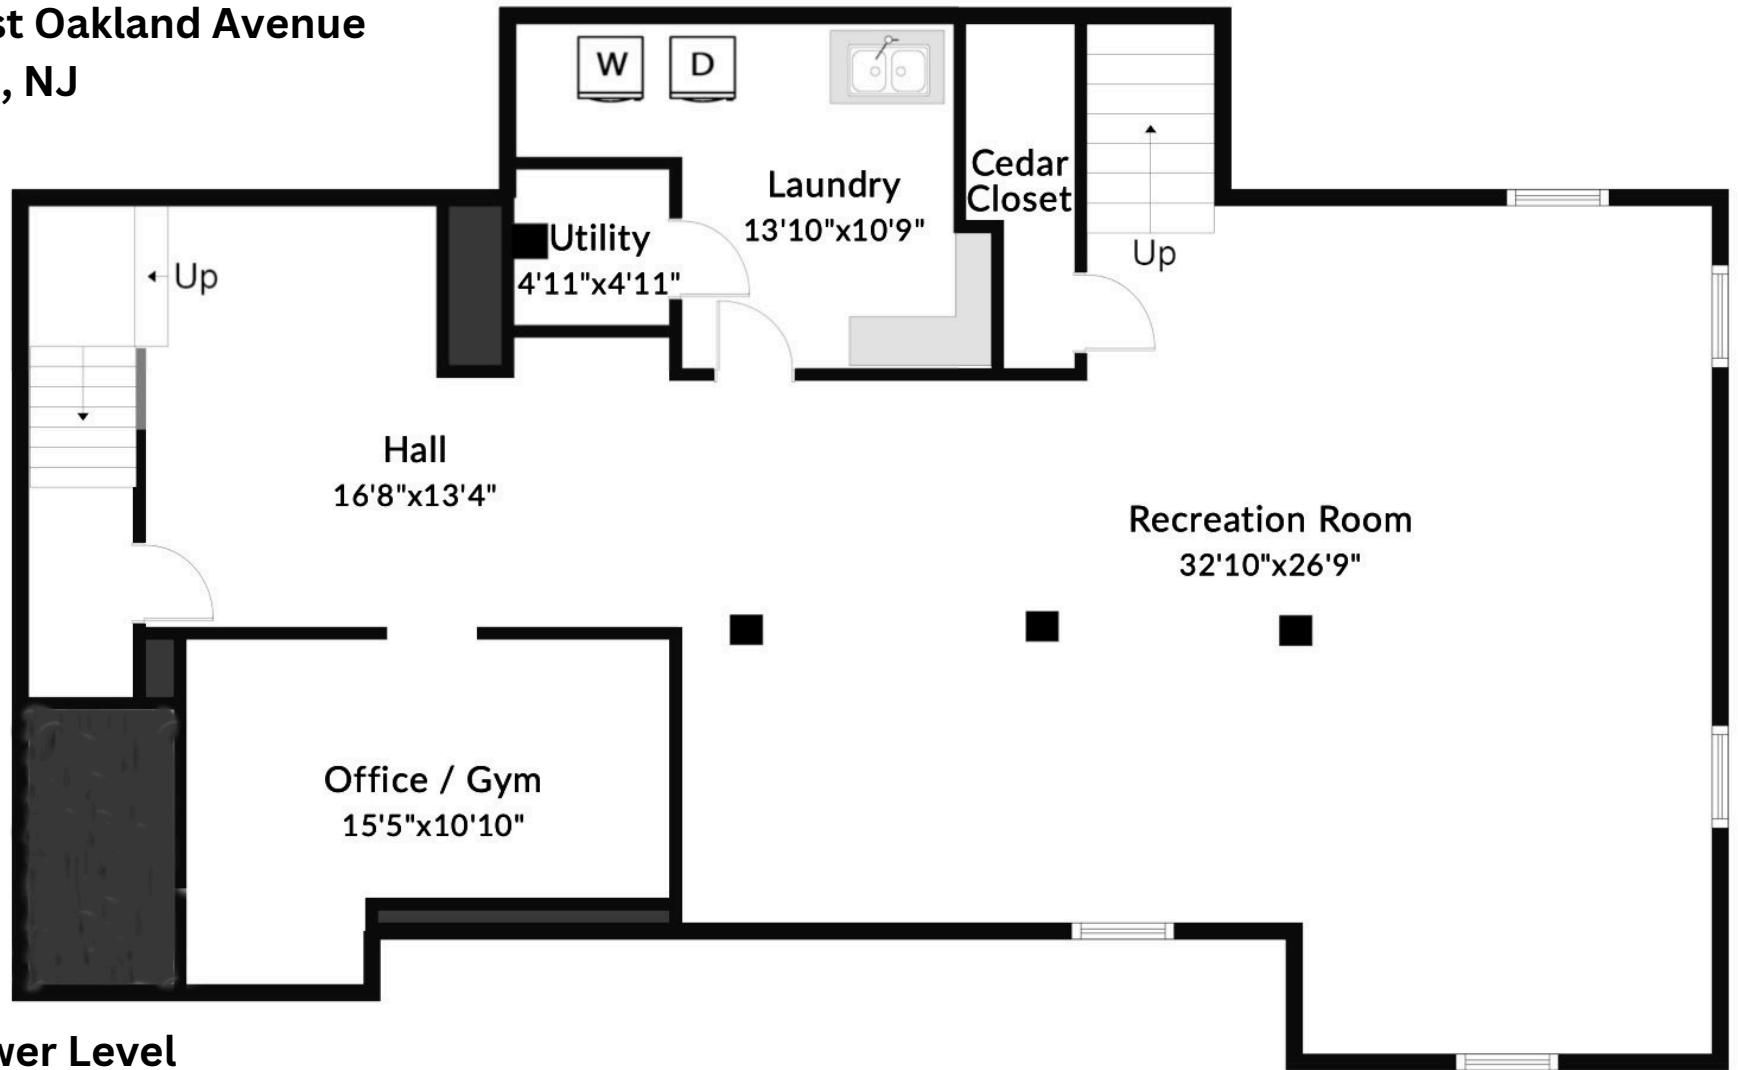 st Oakland Avenue
, NJ
W
D
Cedar
Closet
Laundry
13'10"x10'9"
Utility
4'11"x4'11"
Up
Up
Hall
16'8"x13'4"
Recreation Room
32'10"x26'9"
Office / Gym
15'5"x10'10"
wer Level